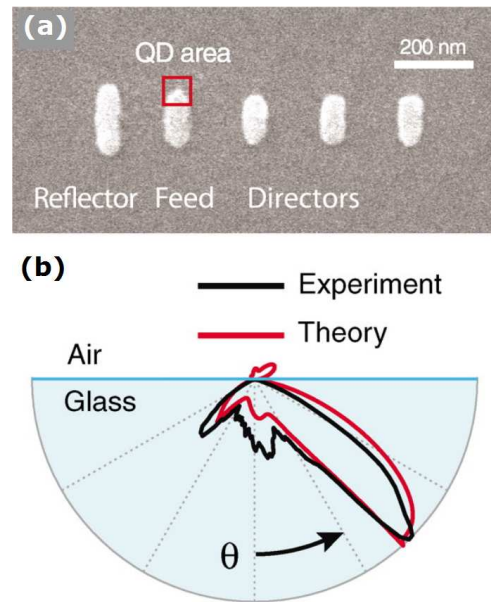 (a)
QD area
200 nm
Reflector Feed Directors
(b)
Experiment
Theory
Air
Glass
θ